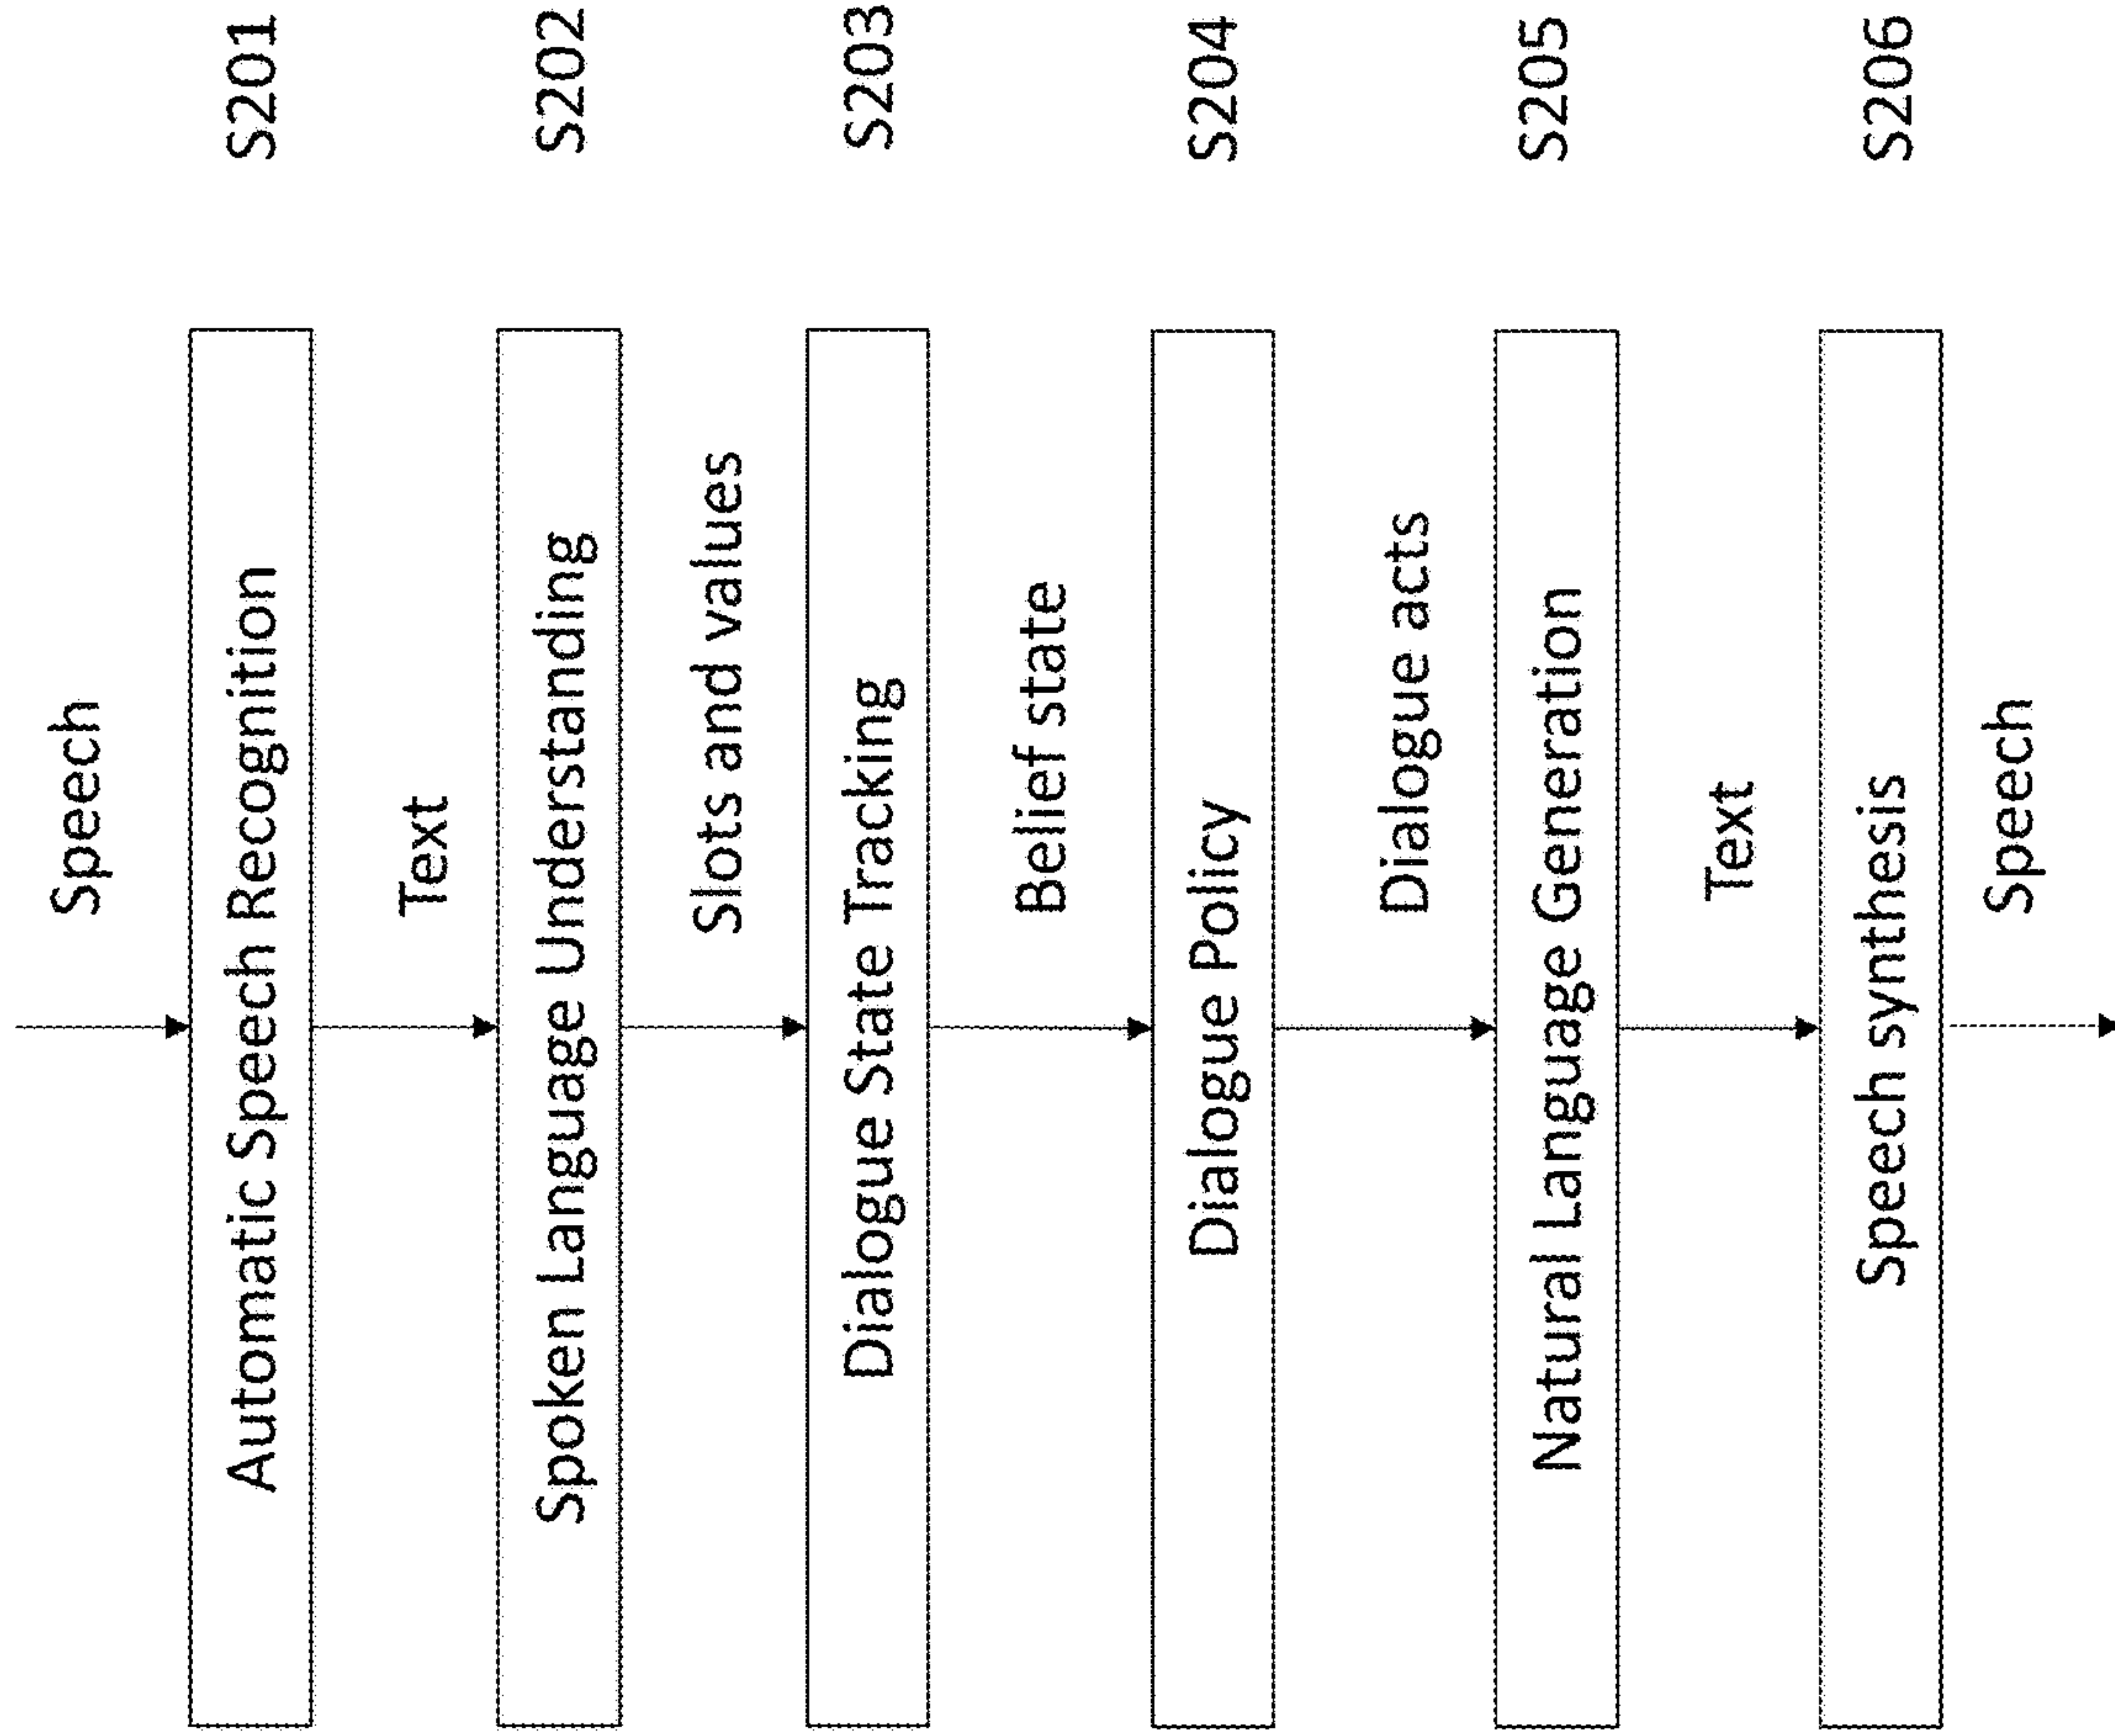 Speech
Automatic Speech Recognition
S201
Text
Spoken Language Understanding
S202
Slots and values
Dialogue State Tracking
S203
Belief state
Dialogue Policy
S204
Dialogue acts
Natural Language Generation
S205
Text
Speech synthesis
S206
Speech